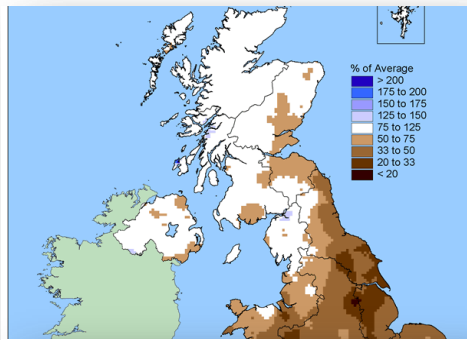 % of Average
> 200
175 to 200
150 to 175
125 to 150
75 to 125
50 to 75
33 to 50
20 to 33
< 20